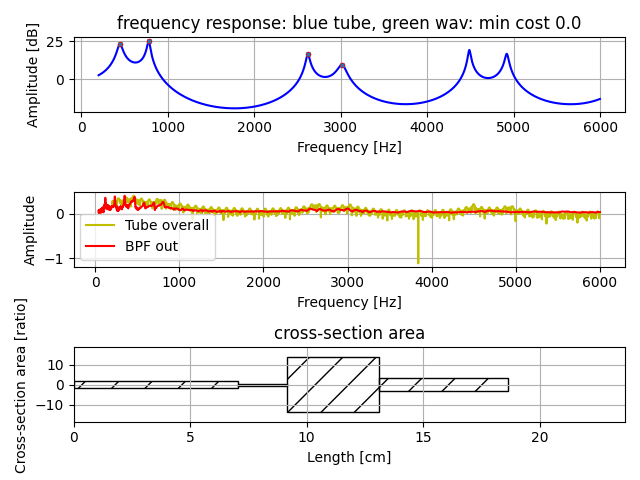 frequency response: blue tube, green wav: min cost 0.0
Amplitude [dB]
25
0
0
1000
2000
3000
4000
5000
6000
Frequency [Hz]
Amplitude
0
−1
Tube overall
BPF out
0
1000
2000
3000
4000
5000
6000
Frequency [Hz]
cross-section area
Cross-section area [ratio]
10
0
−10
0
5
10
15
20
Length [cm]